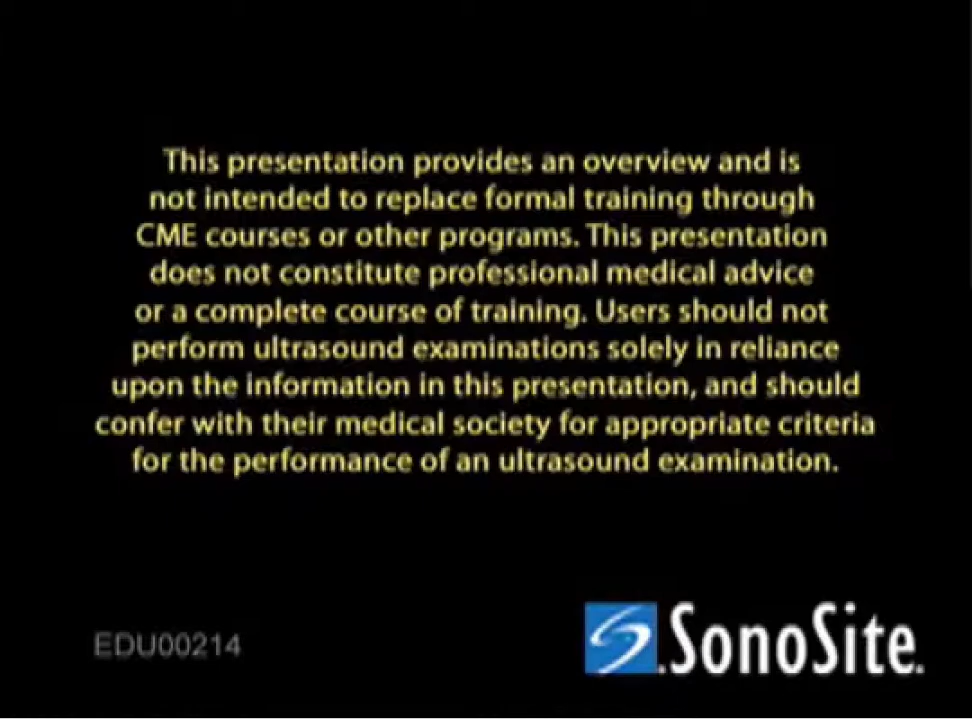 This presentation provides an overview and is
not intended to replace formal training through
CME courses or other programs. This presentation
does not constitute professional medical advice
or a complete course of training. Users should not
perform ultrasound examinations solely in reliance
upon the information in this presentation, and should
confer with their medical society for appropriate criteria
for the performance of an ultrasound examination.
EDU00214
SonoSite.